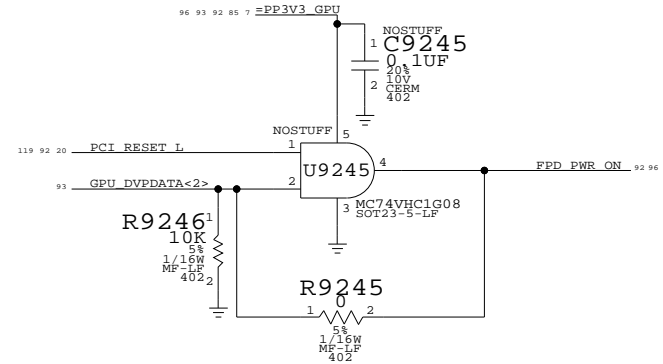 96 93 92 85 7 =PP3V3_GPU
NOSTUFF
1 C9245
0.1UF
20%
10V
2 CERM
402
NOSTUFF 5
119 92 20 PCI_RESET_L 1
U9245 4 FPD_PWR_ON 92 96
93 GPU_DVPDATA<2> 2
3 MC74VHC1G08
SOT23-5-LF
R9246 1
10K
5%
1/16W
MF-LF
402 2
R9245
0
1 2
5%
1/16W
MF-LF
402